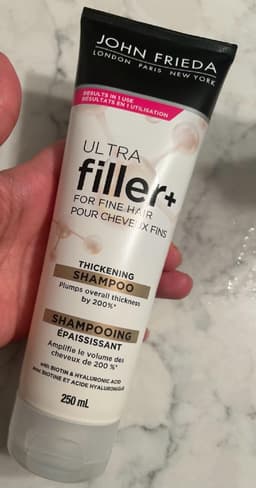 JOHN FRIEDA
LONDON PARIS NEW YORK
RESULTS IN 1 USE
RÉSULTATS EN 1 UTILISATION
ULTRA
filler+
FOR FINE HAIR
POUR CHEVEUX FINS
THICKENING
SHAMPOO
Plumps overall thickness
by 200%*
SHAMPOOING
ÉPAISSISSANT
Amplifie le volume des
cheveux de 200 %*
WITH BIOTIN & HYALURONIC ACID
AVEC BIOTINE ET ACIDE HYALURONIQUE
250 mL